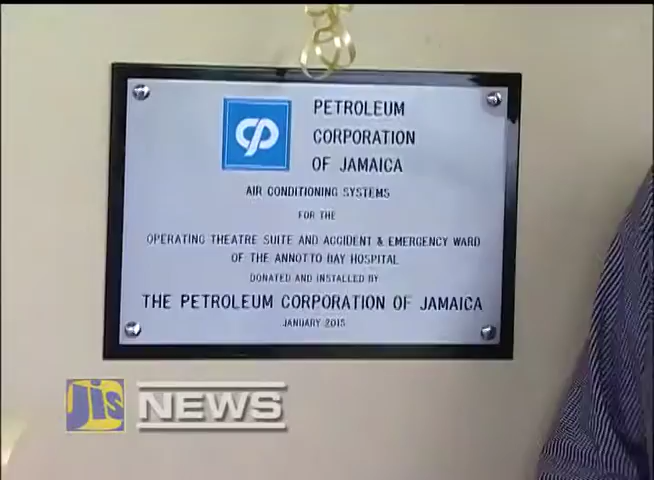 PETROLEUM
CORPORATION
OF JAMAICA
AIR CONDITIONING SYSTEMS
FOR THE
OPERATING THEATRE SUITE AND ACCIDENT & EMERGENCY WARD
OF THE ANNOTTO BAY HOSPITAL
DONATED AND INSTALLED BY
THE PETROLEUM CORPORATION OF JAMAICA
JANUARY 2015
jis NEWS